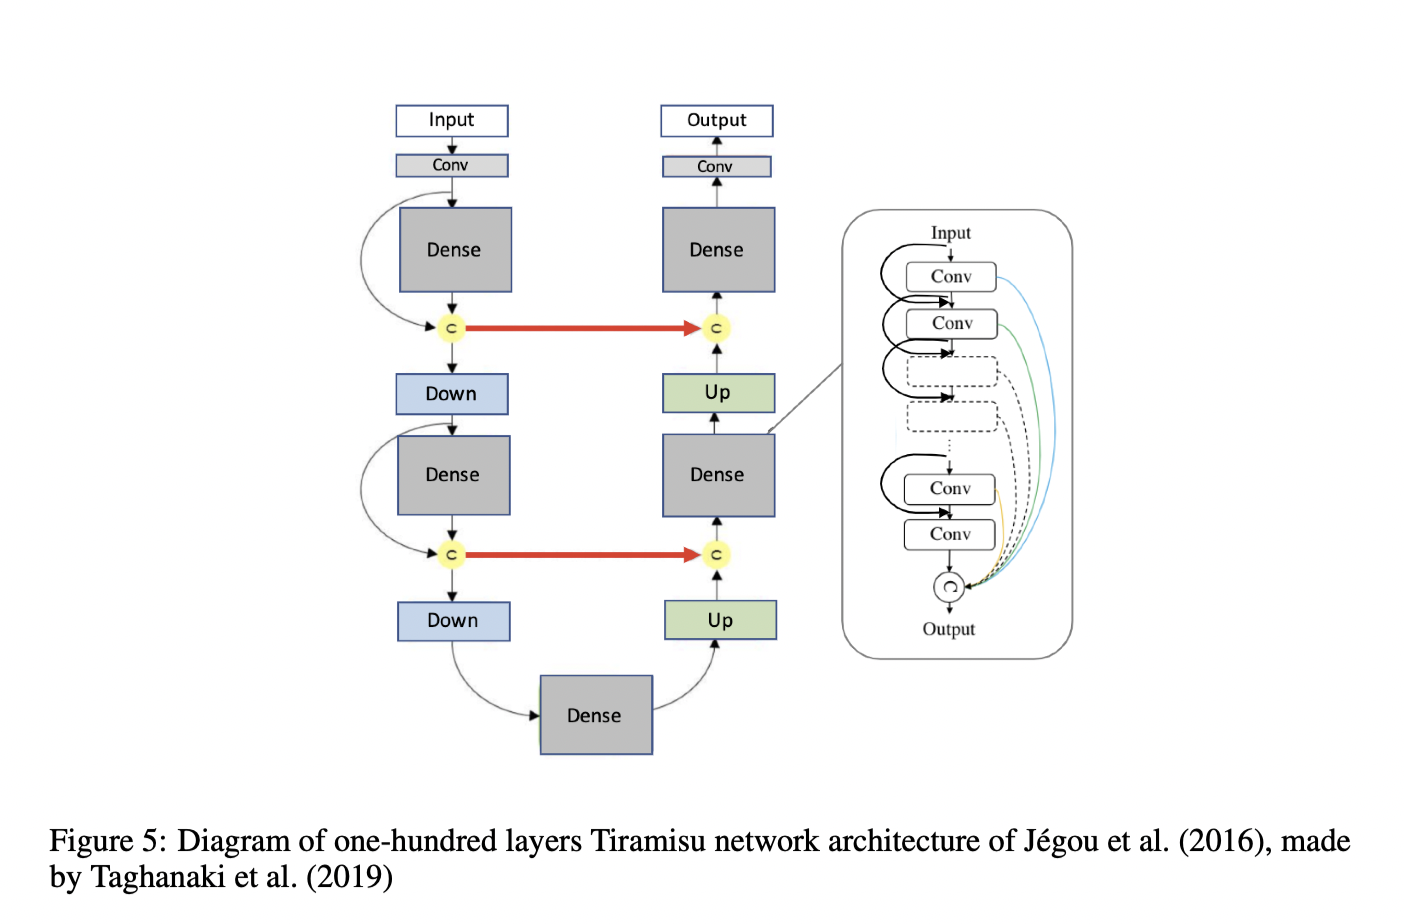 Input
Output
Conv
Conv
Dense
Dense
C
C
Down
Up
Dense
Dense
C
C
Down
Up
Dense
Input
Conv
Conv
Conv
Conv
C
Output
Figure 5: Diagram of one-hundred layers Tiramisu network architecture of Jégou et al. (2016), made
by Taghanaki et al. (2019)